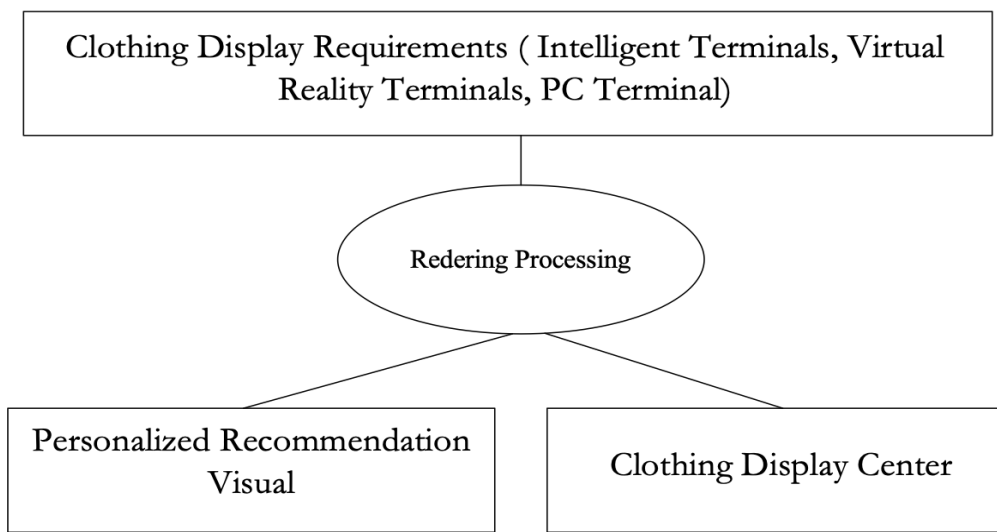 Clothing Display Requirements ( Intelligent Terminals, Virtual
Reality Terminals, PC Terminal)
Redering Processing
Personalized Recommendation
Visual
Clothing Display Center